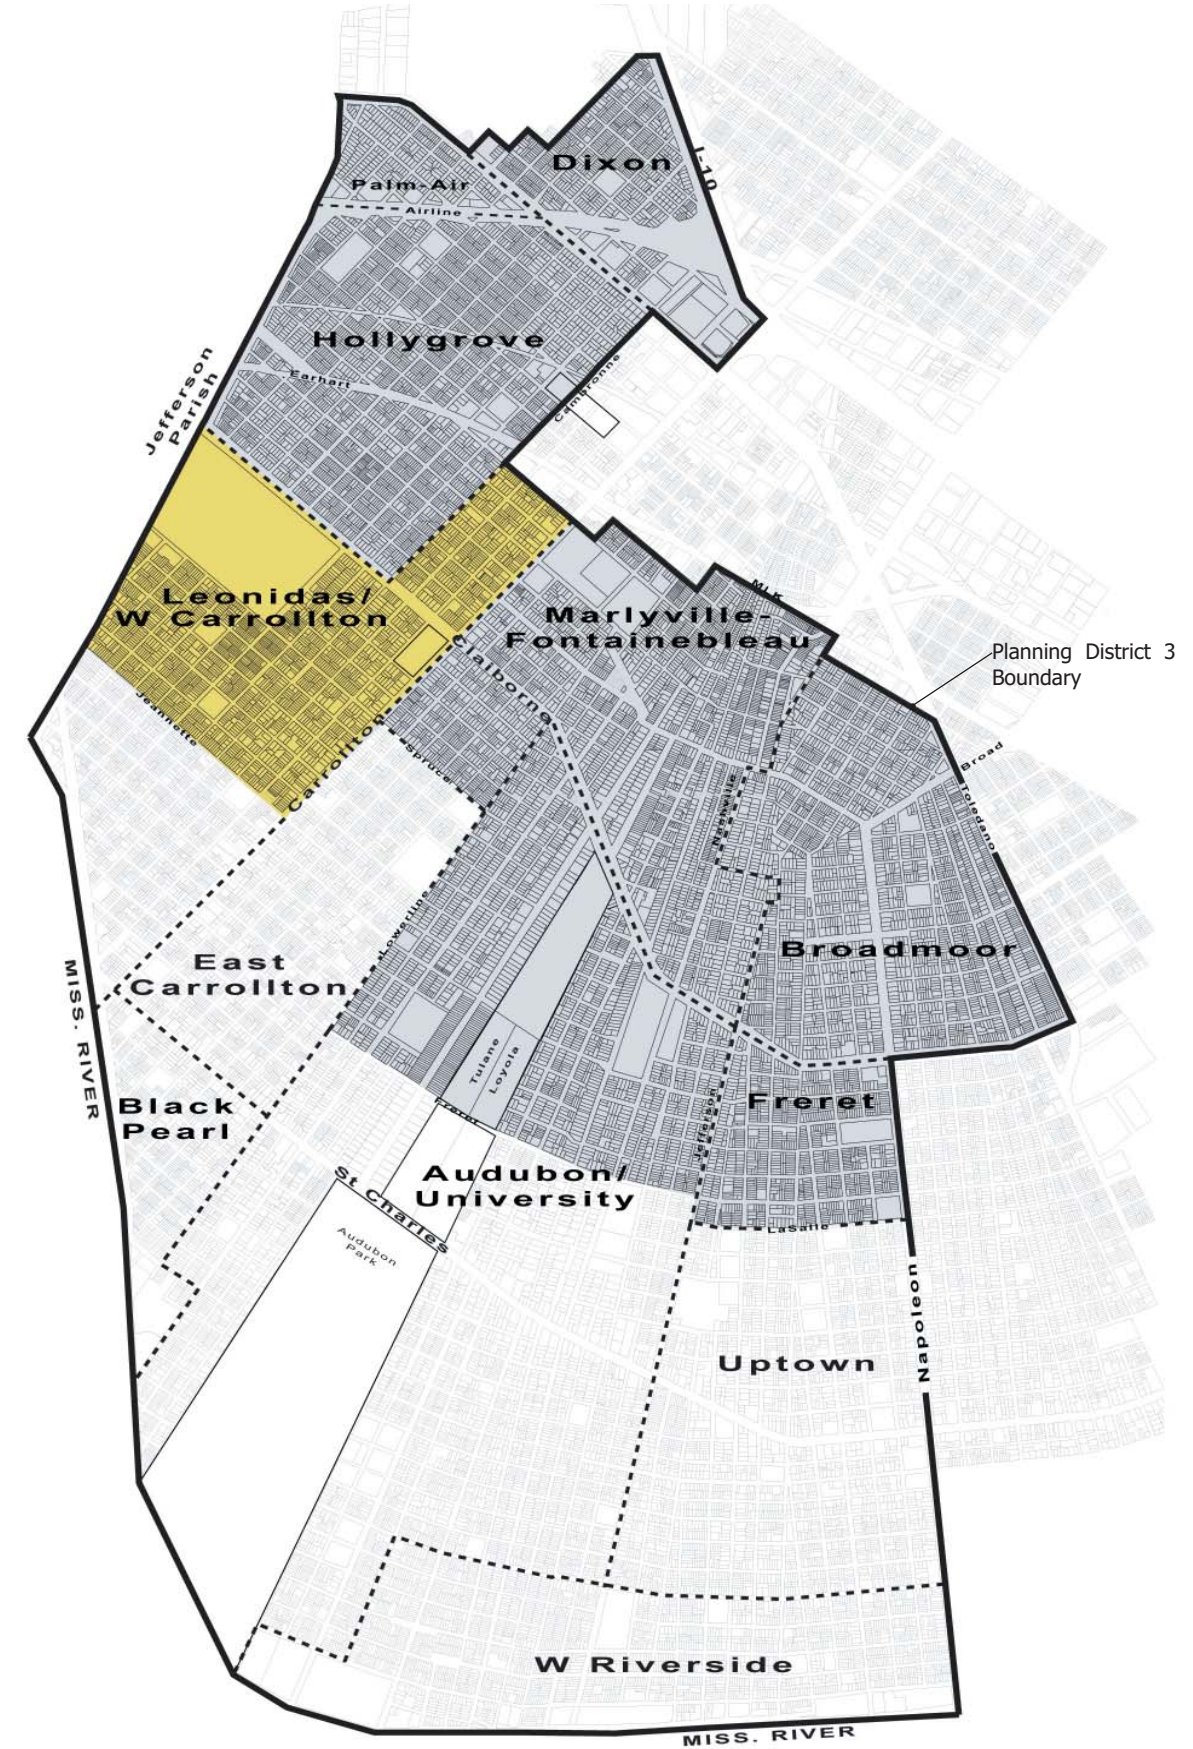 Dixon
I-10
Palm-Air
Airline
Hollygrove
Earhart
Cambronne
Jefferson
Parish
Leonidas/
W Carrollton
Marlyville-
Fontainebleau
MLK
Planning District 3
Boundary
Claiborne
Jeannette
Carrollton
Spruce
Broad
Toledano
Nashville
Lowerline
Broadmoor
East
Carrollton
MISS. RIVER
Tulane
Loyola
Black
Pearl
Freret
Freret
Jefferson
Audubon/
University
St Charles
LaSalle
Audubon
Park
Napoleon
Uptown
W Riverside
MISS. RIVER